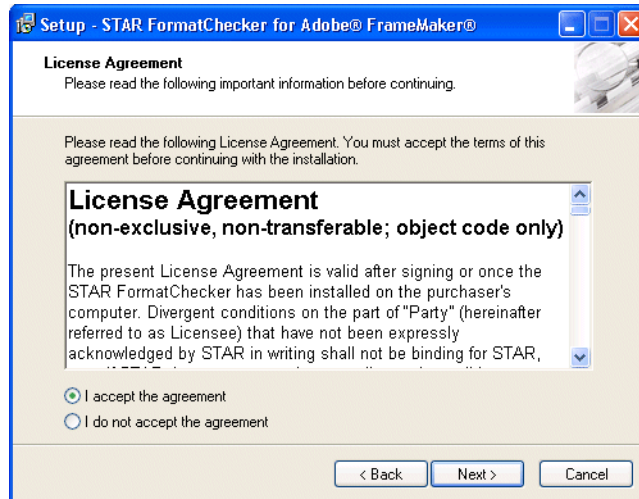 Setup - STAR FormatChecker for Adobe® FrameMaker®
License Agreement
Please read the following important information before continuing.
Please read the following License Agreement. You must accept the terms of this
agreement before continuing with the installation.
License Agreement
(non-exclusive, non-transferable; object code only)
The present License Agreement is valid after signing or once the
STAR FormatChecker has been installed on the purchaser's
computer. Divergent conditions on the part of "Party" (hereinafter
referred to as Licensee) that have not been expressly
acknowledged by STAR in writing shall not be binding for STAR,
I accept the agreement
I do not accept the agreement
< Back
Next >
Cancel